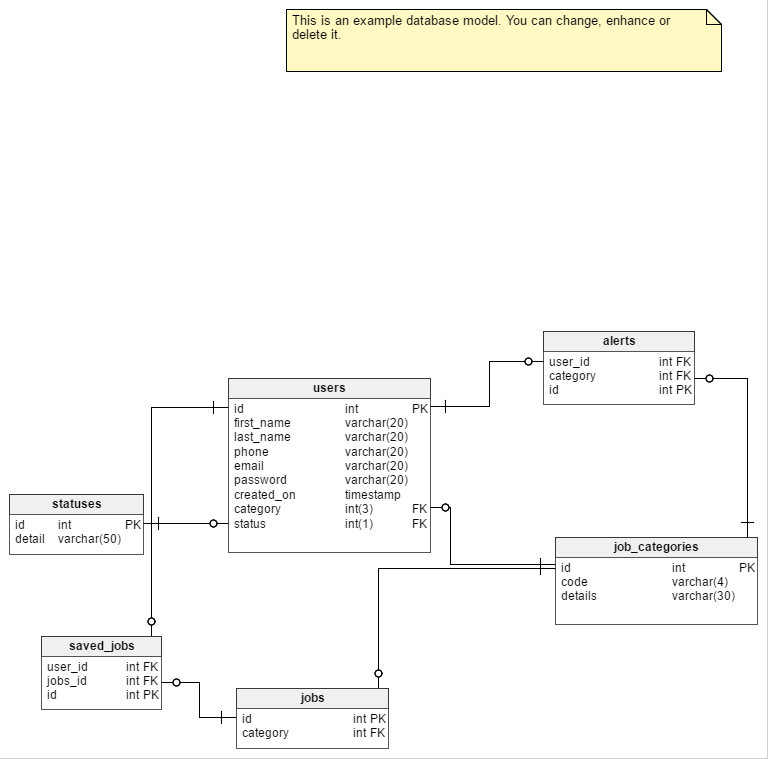 This is an example database model. You can change, enhance or
delete it.
alerts
user_id int FK
category int FK
id int PK
users
id int PK
first_name varchar(20)
last_name varchar(20)
phone varchar(20)
email varchar(20)
password varchar(20)
created_on timestamp
category int(3) FK
status int(1) FK
statuses
id int PK
detail varchar(50)
job_categories
id int PK
code varchar(4)
details varchar(30)
saved_jobs
user_id int FK
jobs_id int FK
id int PK
jobs
id int PK
category int FK